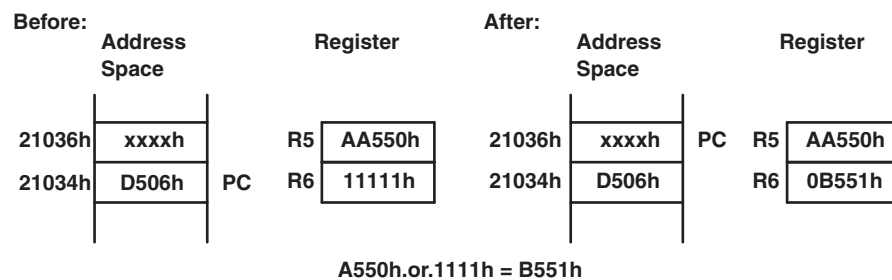 Before:
Address Space
Register
21036h xxxxh R5 AA550h
21034h D506h PC R6 11111h
After:
Address Space
Register
21036h xxxxh PC R5 AA550h
21034h D506h R6 0B551h
A550h.or.1111h = B551h